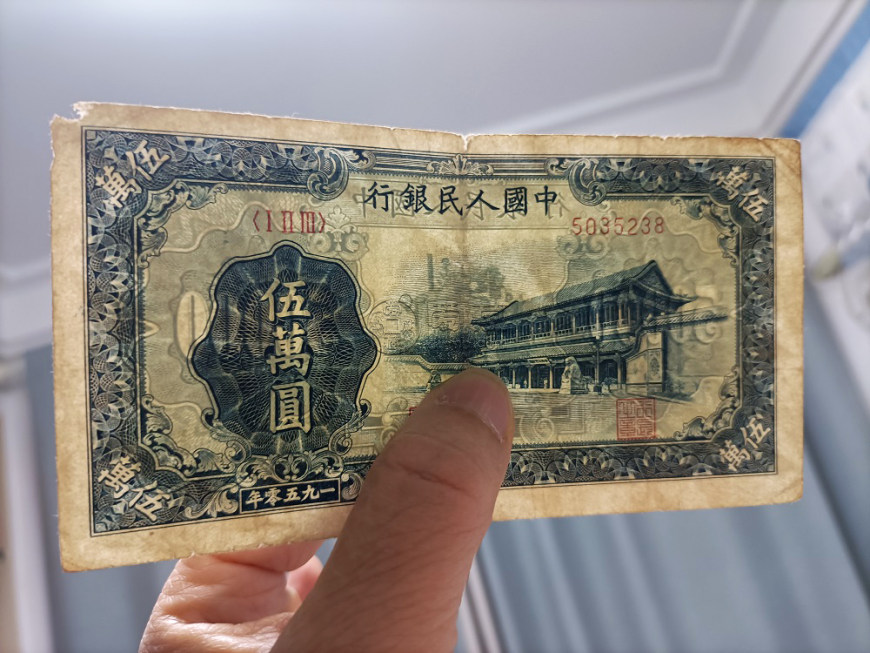 中國人民銀行
伍萬
伍萬
〈I II III〉
5035238
伍萬圓
伍萬
伍萬
一九五零年